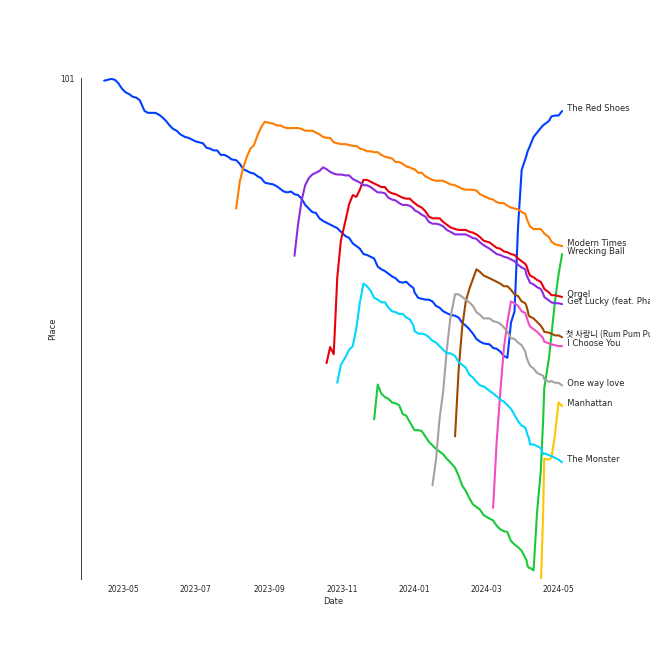 101
The Red Shoes
Modern Times
Wrecking Ball
Orgel
Get Lucky (feat. Pha
첫 사랑니 (Rum Pum Pu
I Choose You
One way love
Manhattan
The Monster
Place
2023-05 2023-07 2023-09 2023-11 2024-01 2024-03 2024-05
Date